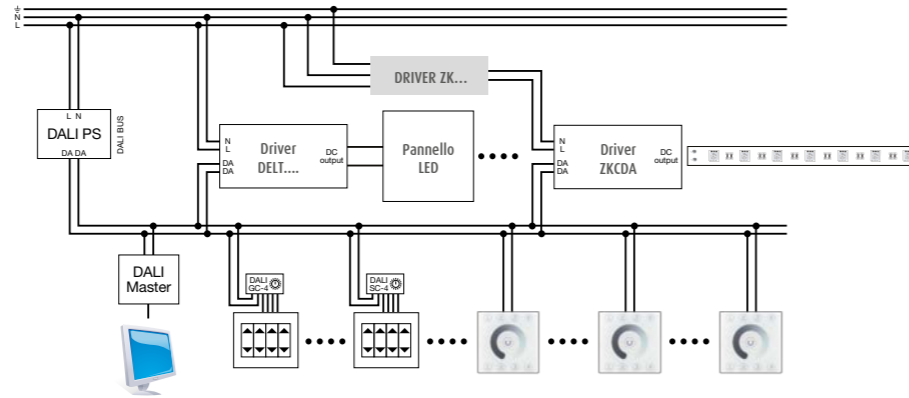 N
L
DRIVER ZK...
L N
DALI PS
DA DA
DALI BUS
N
L
DA
DA
Driver
DELT....
DC
output
Pannello
LED
N
L
DA
DA
Driver
ZKCDA
DC
output
DALI
Master
DALI
GC-4
DALI
SC-4